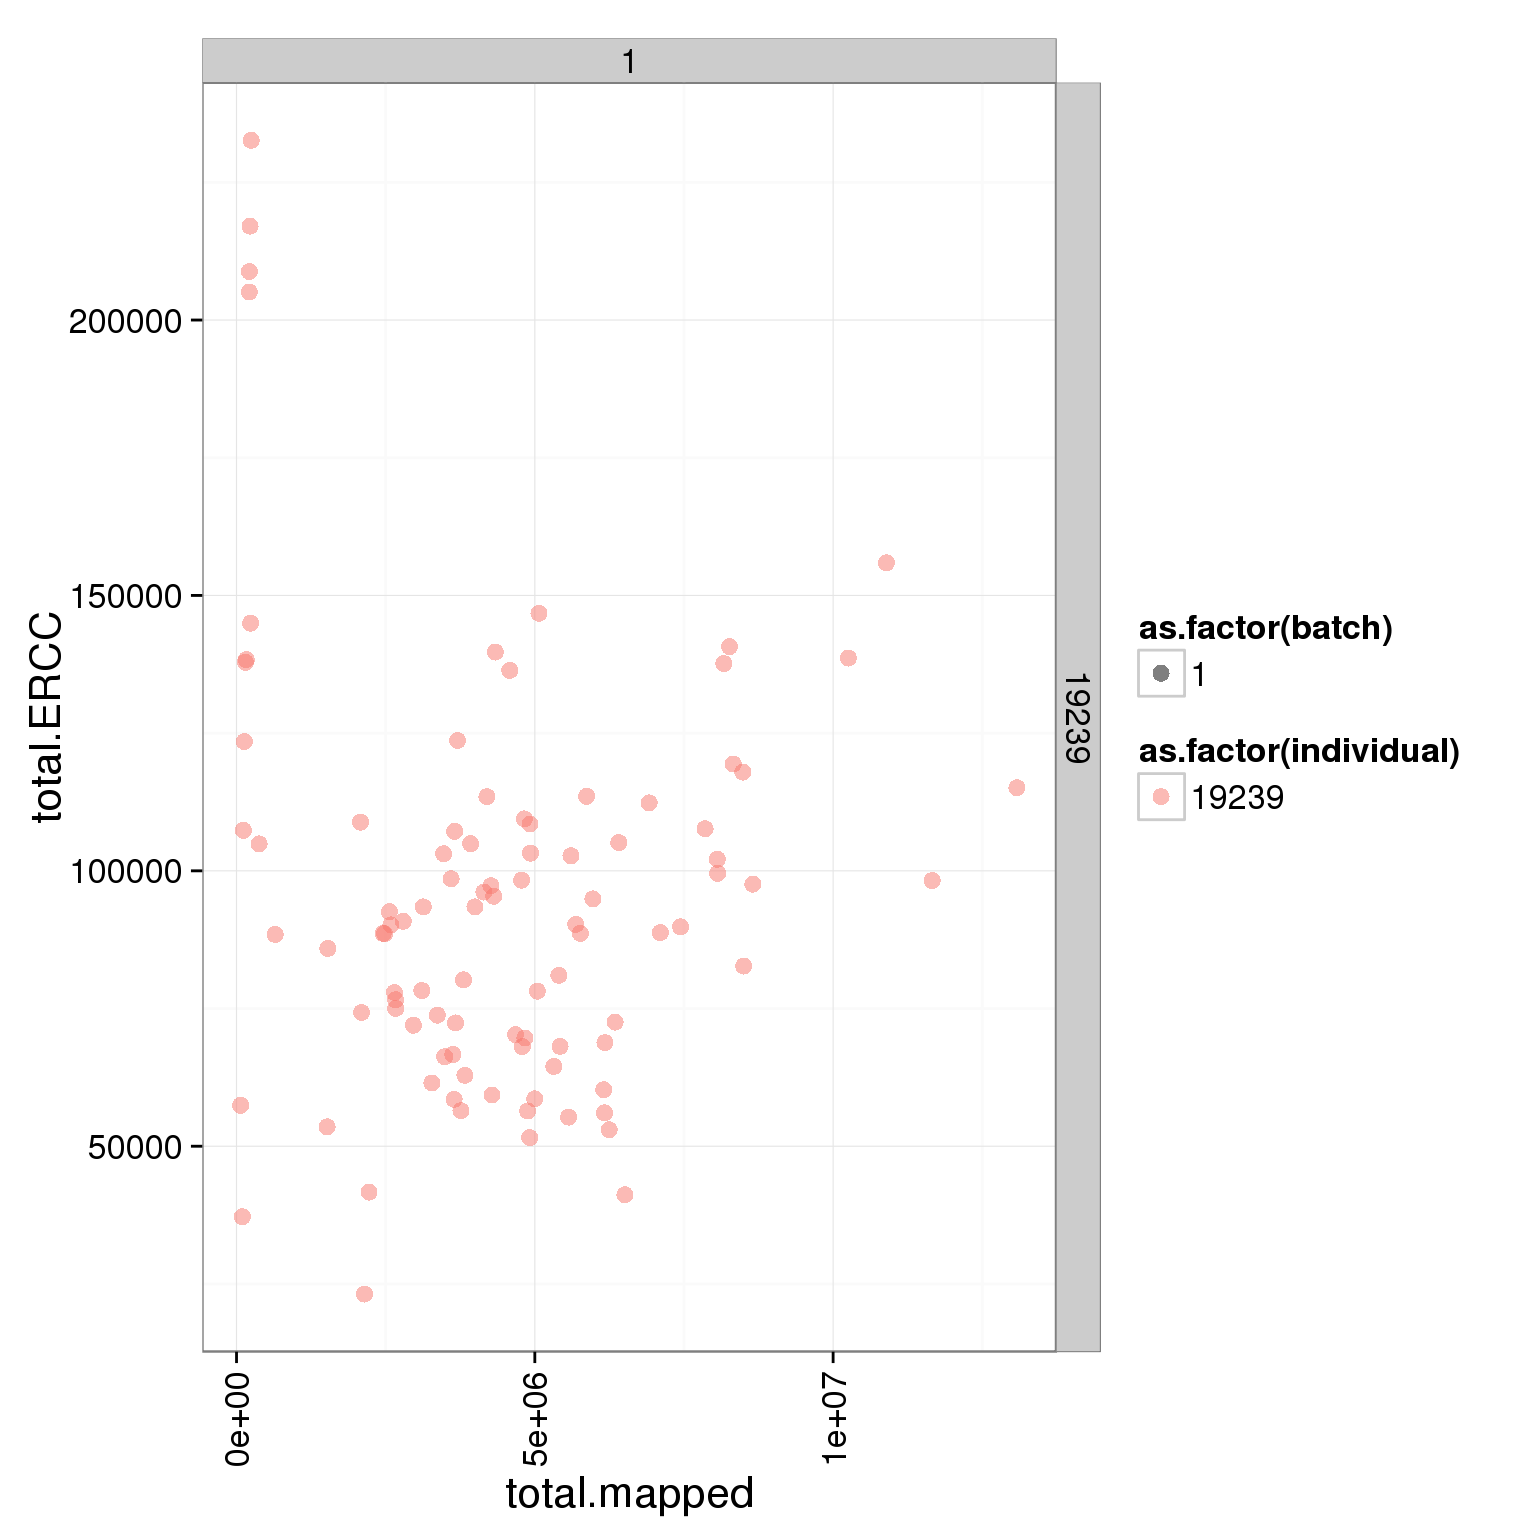 1
19239
total.ERCC
200000
150000
100000
50000
0e+00
5e+06
1e+07
total.mapped
as.factor(batch)
1
as.factor(individual)
19239